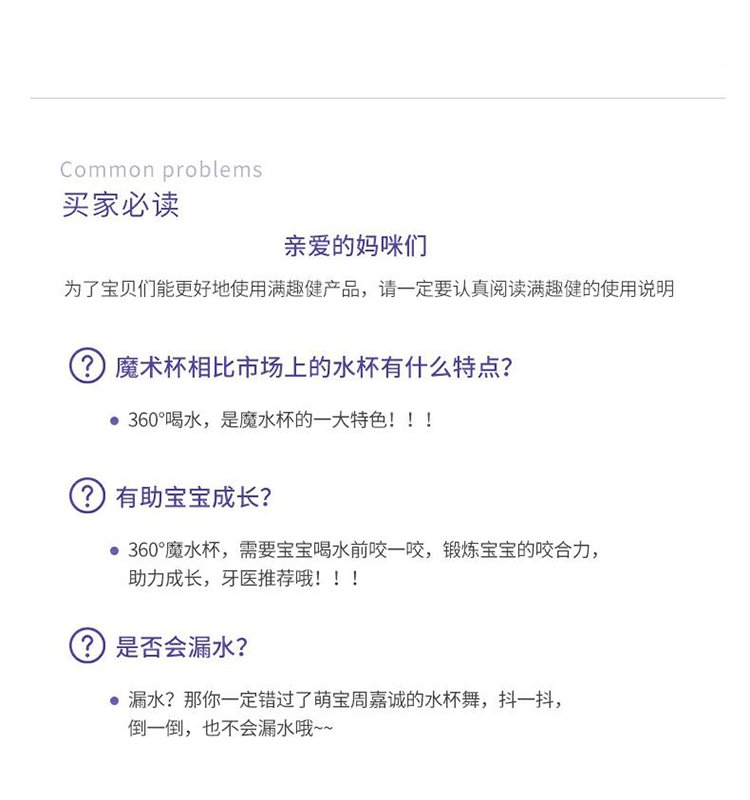 Common problems
买家必读
亲爱的妈咪们
为了宝贝们能更好地使用满趣健产品，请一定要认真阅读满趣健的使用说明
? 魔术杯相比市场上的水杯有什么特点？
• 360°喝水，是魔水杯的一大特色！！！
? 有助宝宝成长？
• 360°魔水杯，需要宝宝喝水前咬一咬，锻炼宝宝的咬合力，
助力成长，牙医推荐哦！！！
? 是否会漏水？
• 漏水？那你一定错过了萌宝周嘉诚的水杯舞，抖一抖，
倒一倒，也不会漏水哦~~